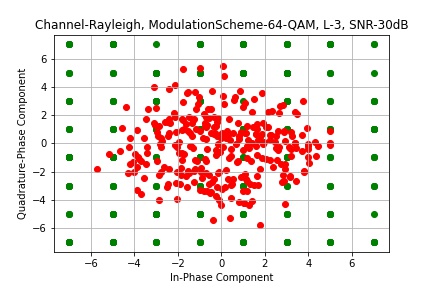 Channel-Rayleigh, ModulationScheme-64-QAM, L-3, SNR-30dB
Quadrature-Phase Component
6
4
2
0
−2
−4
−6
−6 −4 −2 0 2 4 6
In-Phase Component